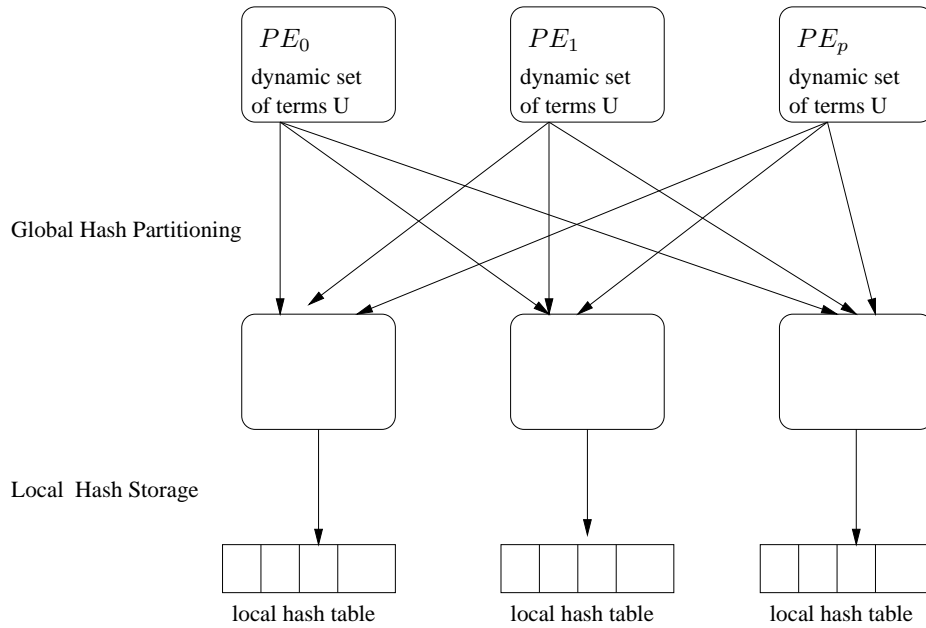 PE₀
dynamic set
of terms U
PE₁
dynamic set
of terms U
PEₚ
dynamic set
of terms U
Global Hash Partitioning
Local Hash Storage
local hash table
local hash table
local hash table